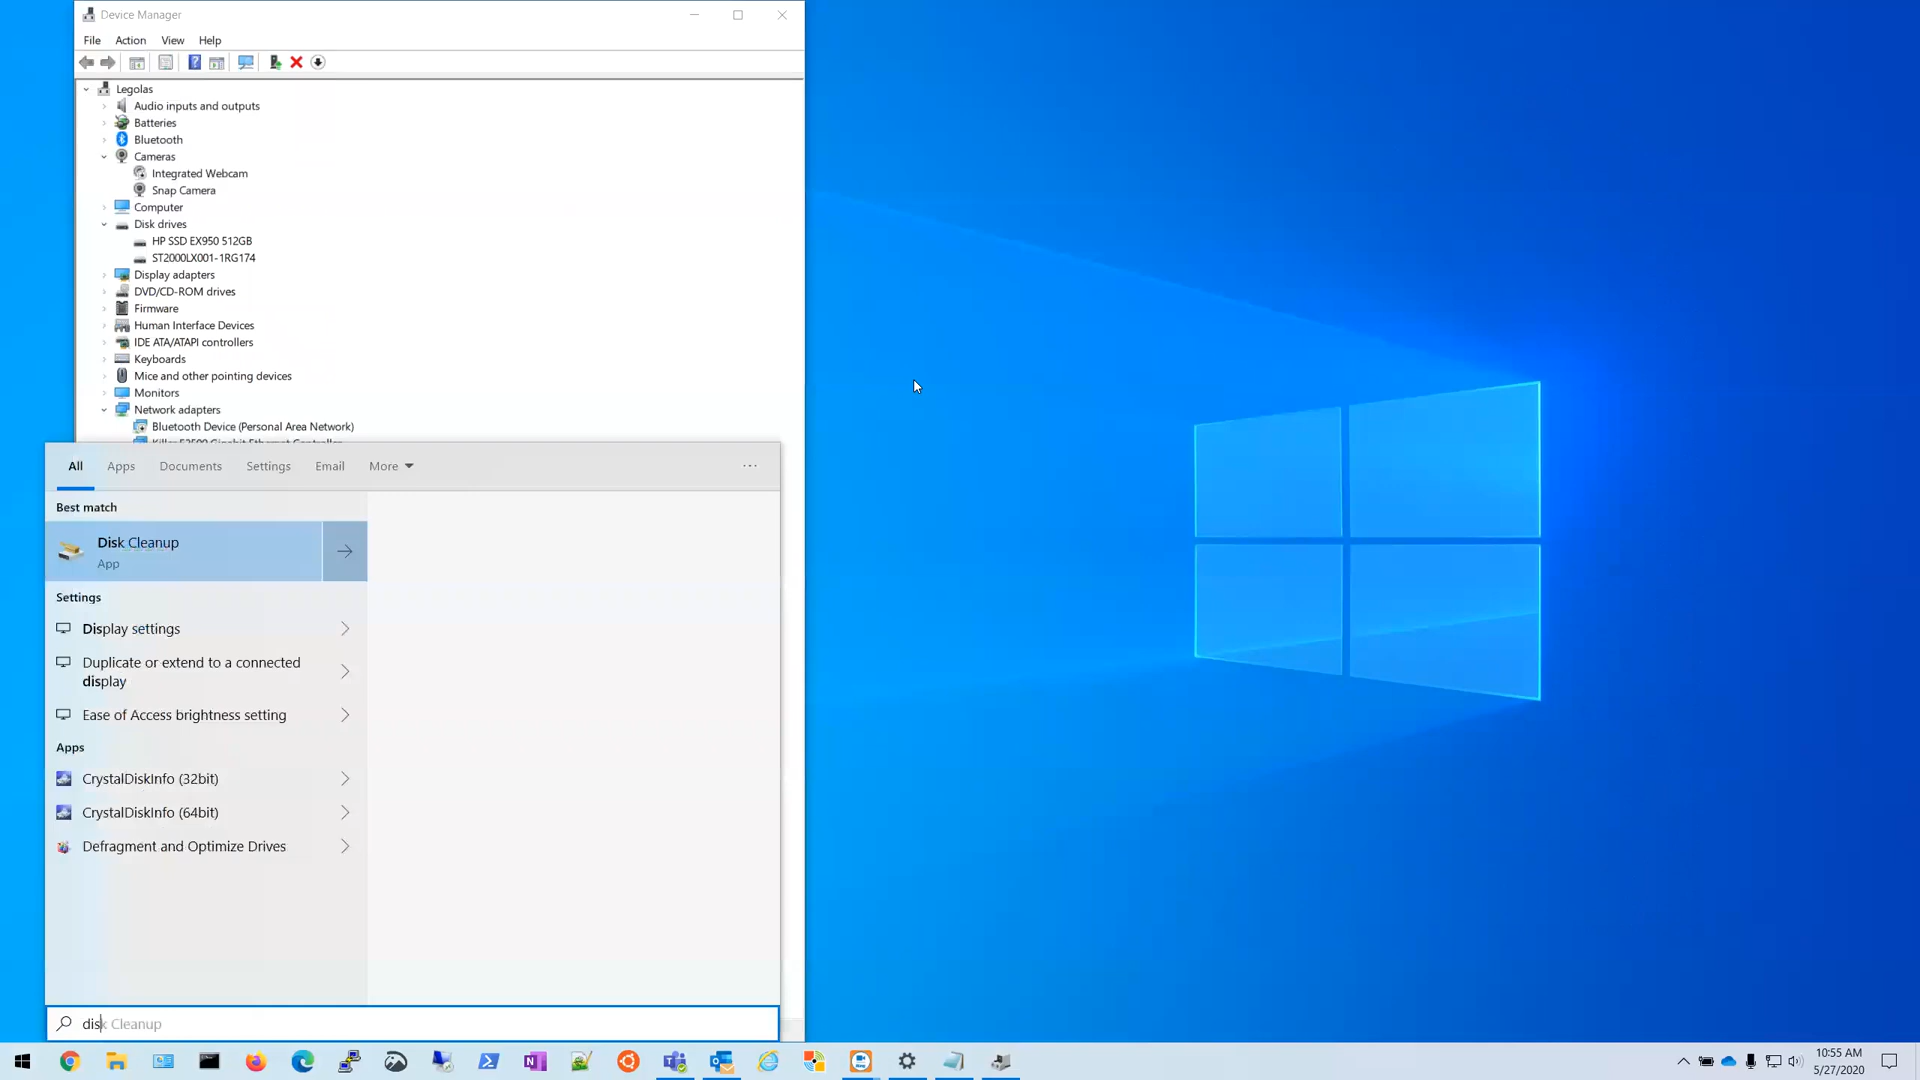 Device Manager
File Action View Help
Legolas
Audio inputs and outputs
Batteries
Bluetooth
Cameras
Integrated Webcam
Snap Camera
Computer
Disk drives
HP SSD EX950 512GB
ST2000LX001-1RG174
Display adapters
DVD/CD-ROM drives
Firmware
Human Interface Devices
IDE ATA/ATAPI controllers
Keyboards
Mice and other pointing devices
Monitors
Network adapters
Bluetooth Device (Personal Area Network)
All Apps Documents Settings Email More
Best match
Disk Cleanup
App
Settings
Display settings
Duplicate or extend to a connected
display
Ease of Access brightness setting
Apps
CrystalDiskInfo (32bit)
CrystalDiskInfo (64bit)
Defragment and Optimize Drives
disk Cleanup
10:55 AM
5/27/2020